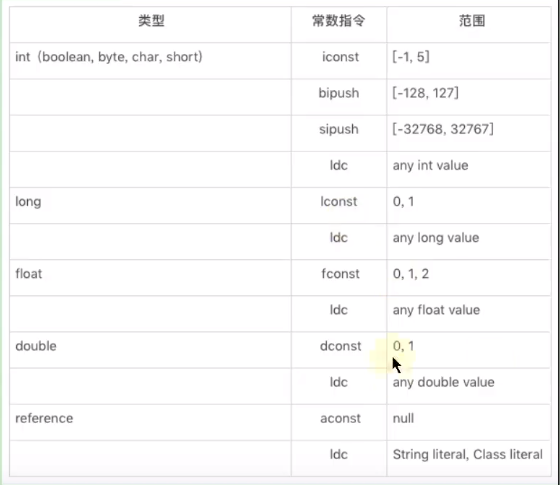 类型 常数指令 范围
int（boolean, byte, char, short) iconst [-1, 5]
bipush [-128, 127]
sipush [-32768, 32767]
ldc any int value
long lconst 0, 1
ldc any long value
float fconst 0, 1, 2
ldc any float value
double dconst 0, 1
ldc any double value
reference aconst null
ldc String literal, Class literal